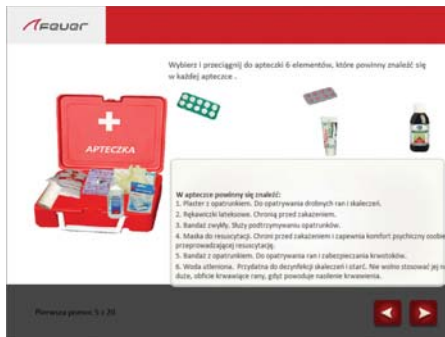 Afeuer
Wybierz i przeciągnij do apteczki 6 elementów, które powinny znaleźć się
w każdej apteczce .
APTECZKA
W apteczce powinny się znaleźć:
1. Plaster z opatrunkiem. Do opatrywania drobnych ran i skaleczeń.
2. Rękawiczki lateksowe. Chronią przed zakażeniem.
3. Bandaż zwykły. Służy podtrzymywaniu opatrunków.
4. Maska do resuscytacji. Chroni przed zakażeniem i zapewnia komfort psychiczny osobie
przeprowadzającej resuscytację.
5. Bandaż z opatrunkiem. Do opatrywania ran i zabezpieczania krwotoków.
6. Woda utleniona. Przydatna do dezynfekcji skaleczeń i otarć. Nie wolno stosować jej na
duże, obficie krwawiące rany, gdyż powoduje nasilenie krwawienia.
Pierwsza pomoc 5 z 20